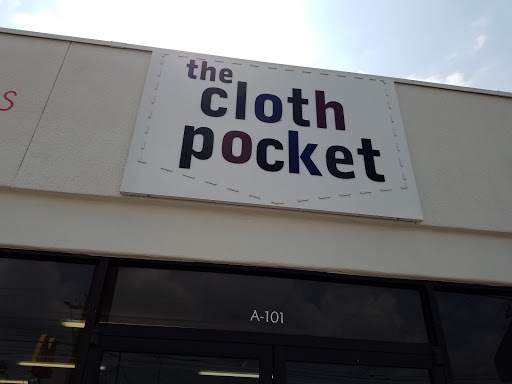 the
cloth
pocket
s
A-101